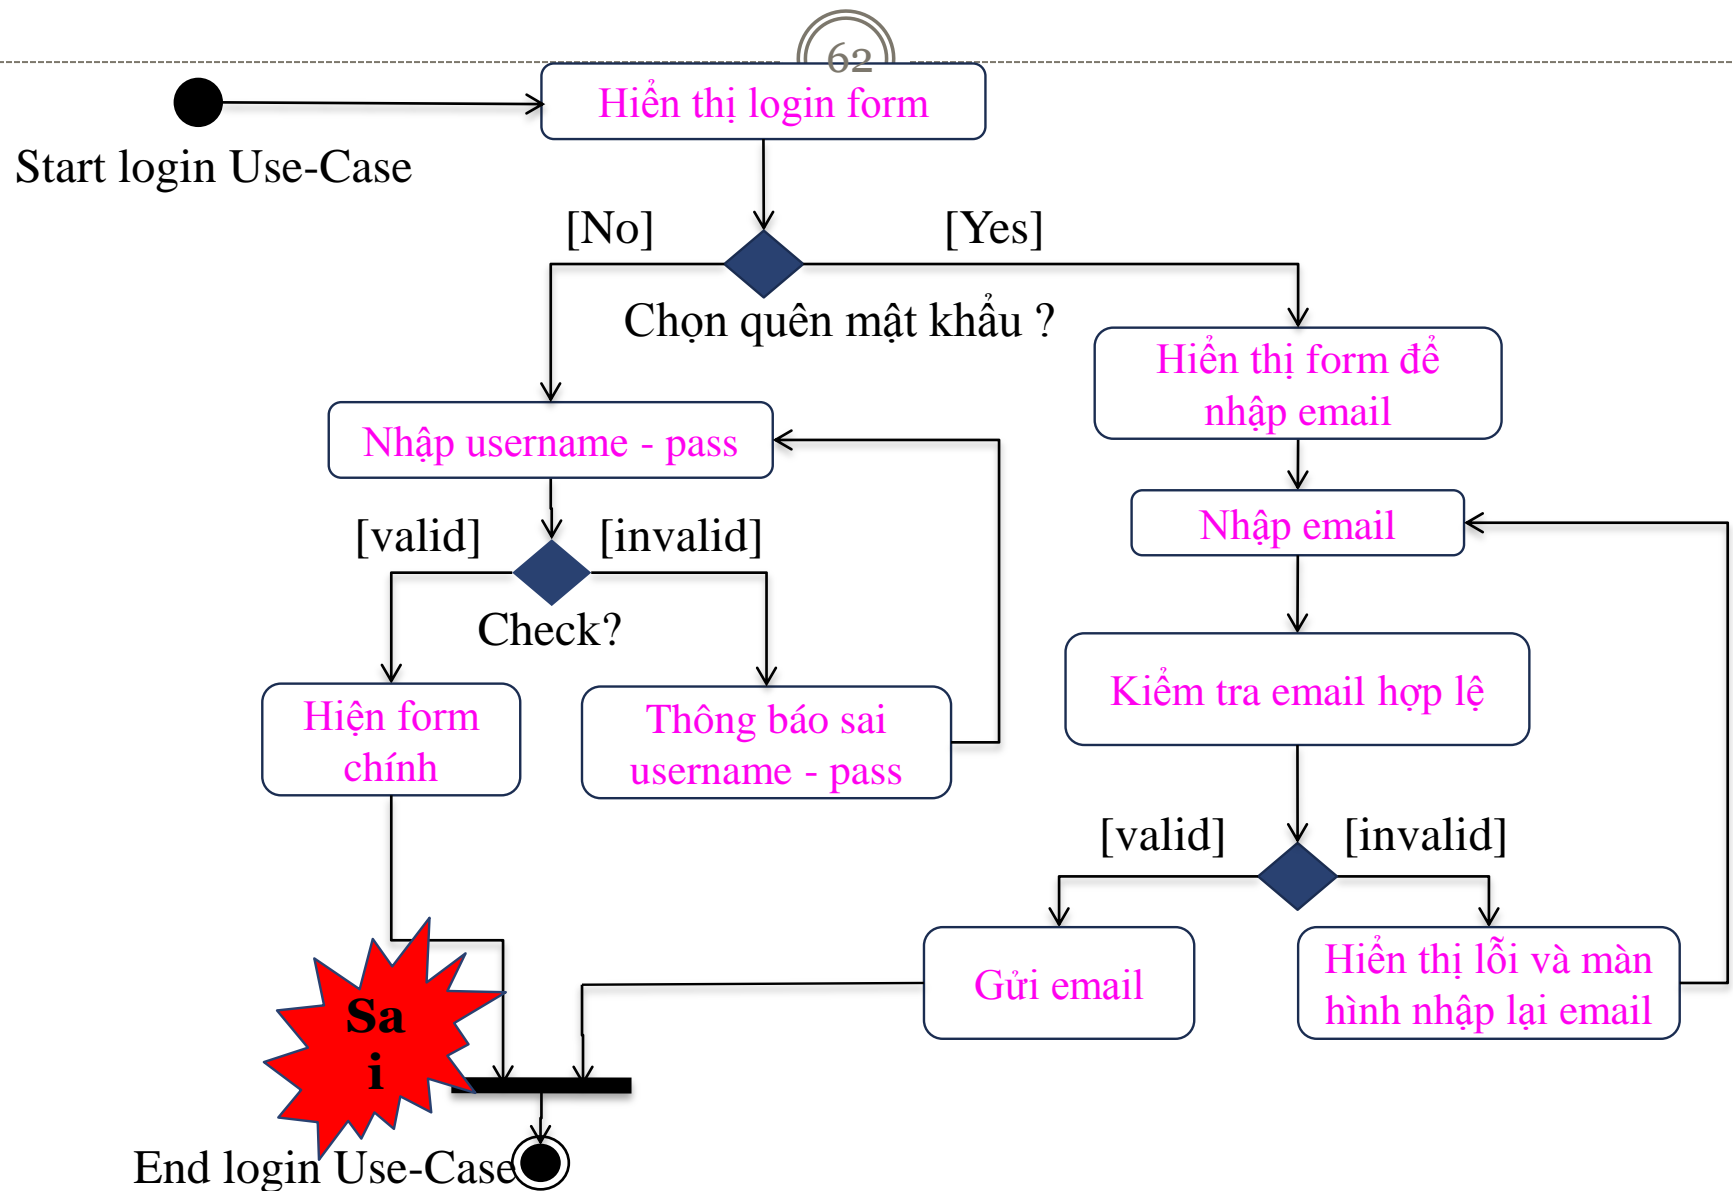 62
Hiển thị login form
Start login Use-Case
[No]
[Yes]
Chọn quên mật khẩu ?
Hiển thị form để
nhập email
Nhập username - pass
Nhập email
[valid]
[invalid]
Check?
Kiểm tra email hợp lệ
Hiện form
chính
Thông báo sai
username - pass
[valid]
[invalid]
Gửi email
Hiển thị lỗi và màn
hình nhập lại email
Sa
i
End login Use-Case